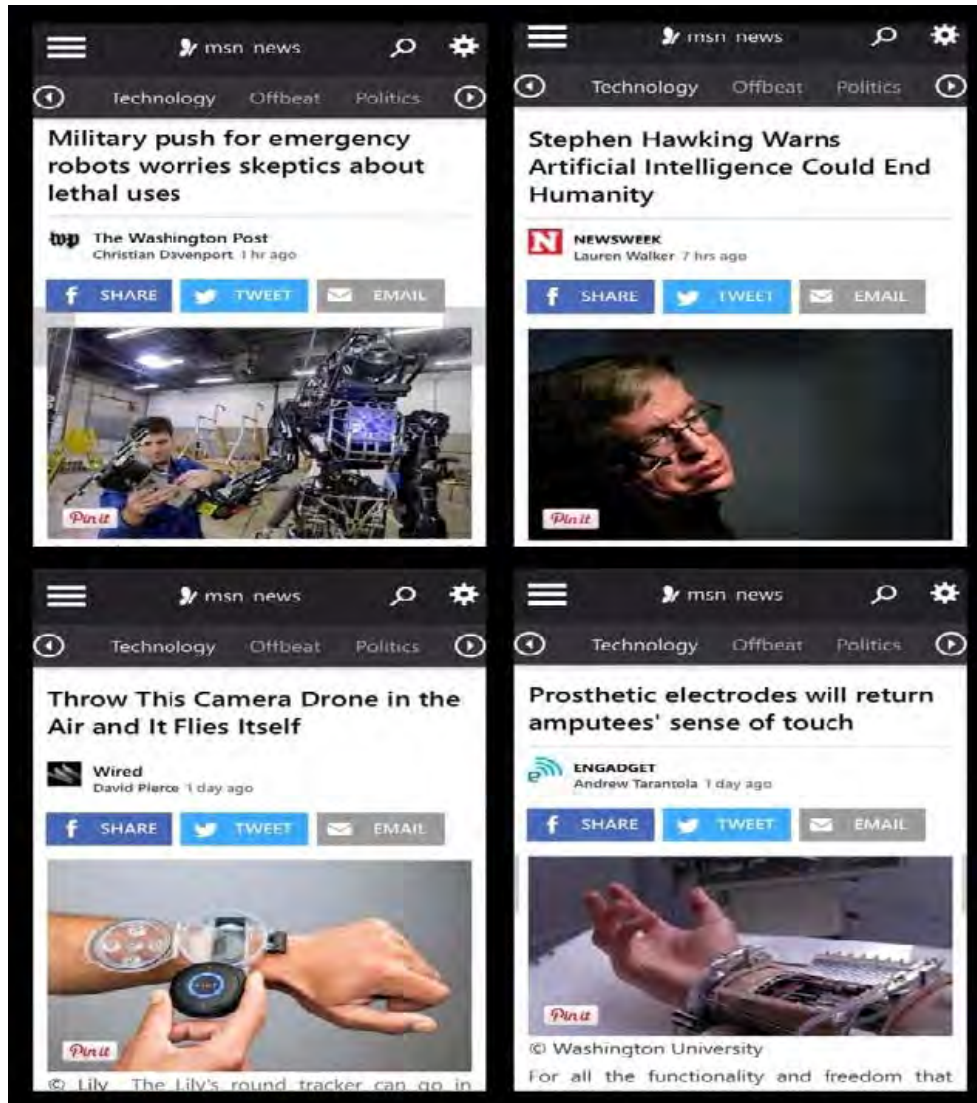 msn news
Technology Offbeat Politics
Military push for emergency
robots worries skeptics about
lethal uses
wp The Washington Post
Christian Davenport 1 hr ago
f SHARE TWEET EMAIL
Pin it
msn news
Technology Offbeat Politics
Stephen Hawking Warns
Artificial Intelligence Could End
Humanity
N NEWSWEEK
Lauren Walker 7 hrs ago
f SHARE TWEET EMAIL
Pin it
msn news
Technology Offbeat Politics
Throw This Camera Drone in the
Air and It Flies Itself
Wired
David Pierce 1 day ago
f SHARE TWEET EMAIL
Pin it
© Lily The Lily's round tracker can go in
msn news
Technology Offbeat Politics
Prosthetic electrodes will return
amputees' sense of touch
e ENGADGET
Andrew Tarantola 1 day ago
f SHARE TWEET EMAIL
Pin it
© Washington University
For all the functionality and freedom that